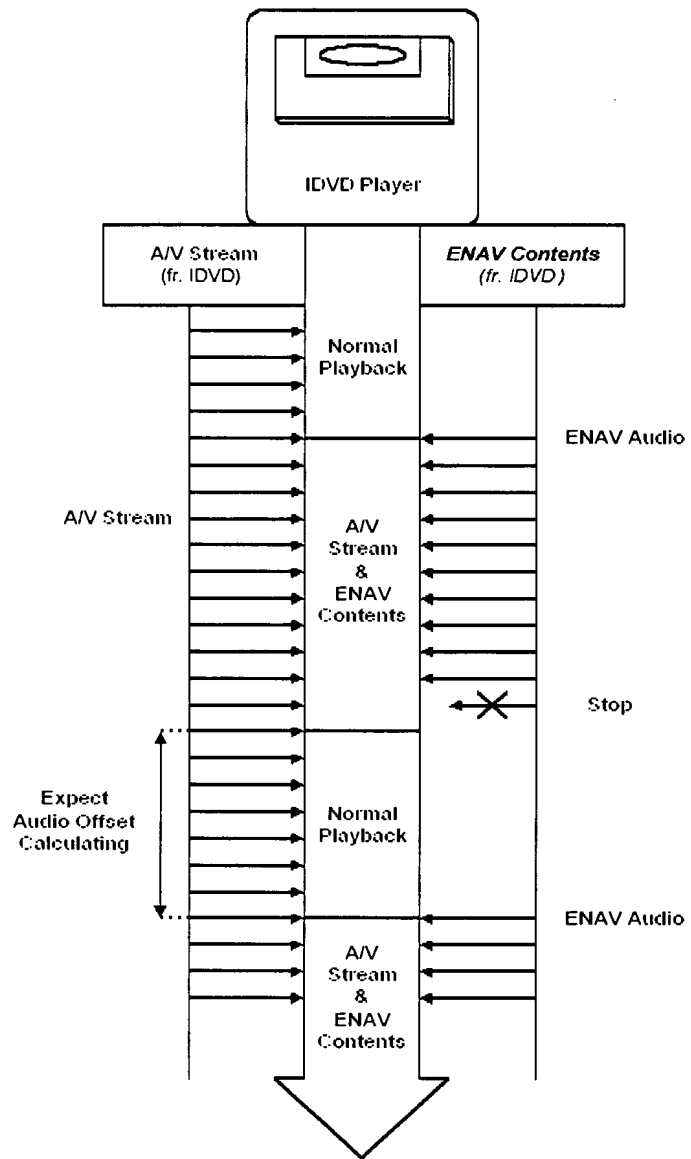 IDVD Player
A/V Stream
(fr. IDVD)
ENAV Contents
(fr. IDVD)
Normal
Playback
ENAV Audio
A/V Stream
A/V
Stream
&
ENAV
Contents
Stop
Expect
Audio Offset
Calculating
Normal
Playback
ENAV Audio
A/V
Stream
&
ENAV
Contents